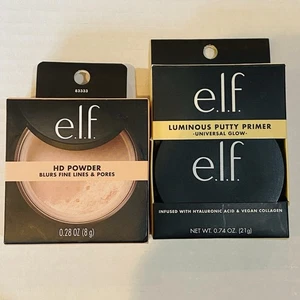 83333
e.l.f.
HD POWDER
BLURS FINE LINES & PORES
0.28 OZ (8 g)
e.l.f.
LUMINOUS PUTTY PRIMER
-UNIVERSAL GLOW-
INFUSED WITH HYALURONIC ACID & VEGAN COLLAGEN
NET WT. 0.74 OZ. (21g)